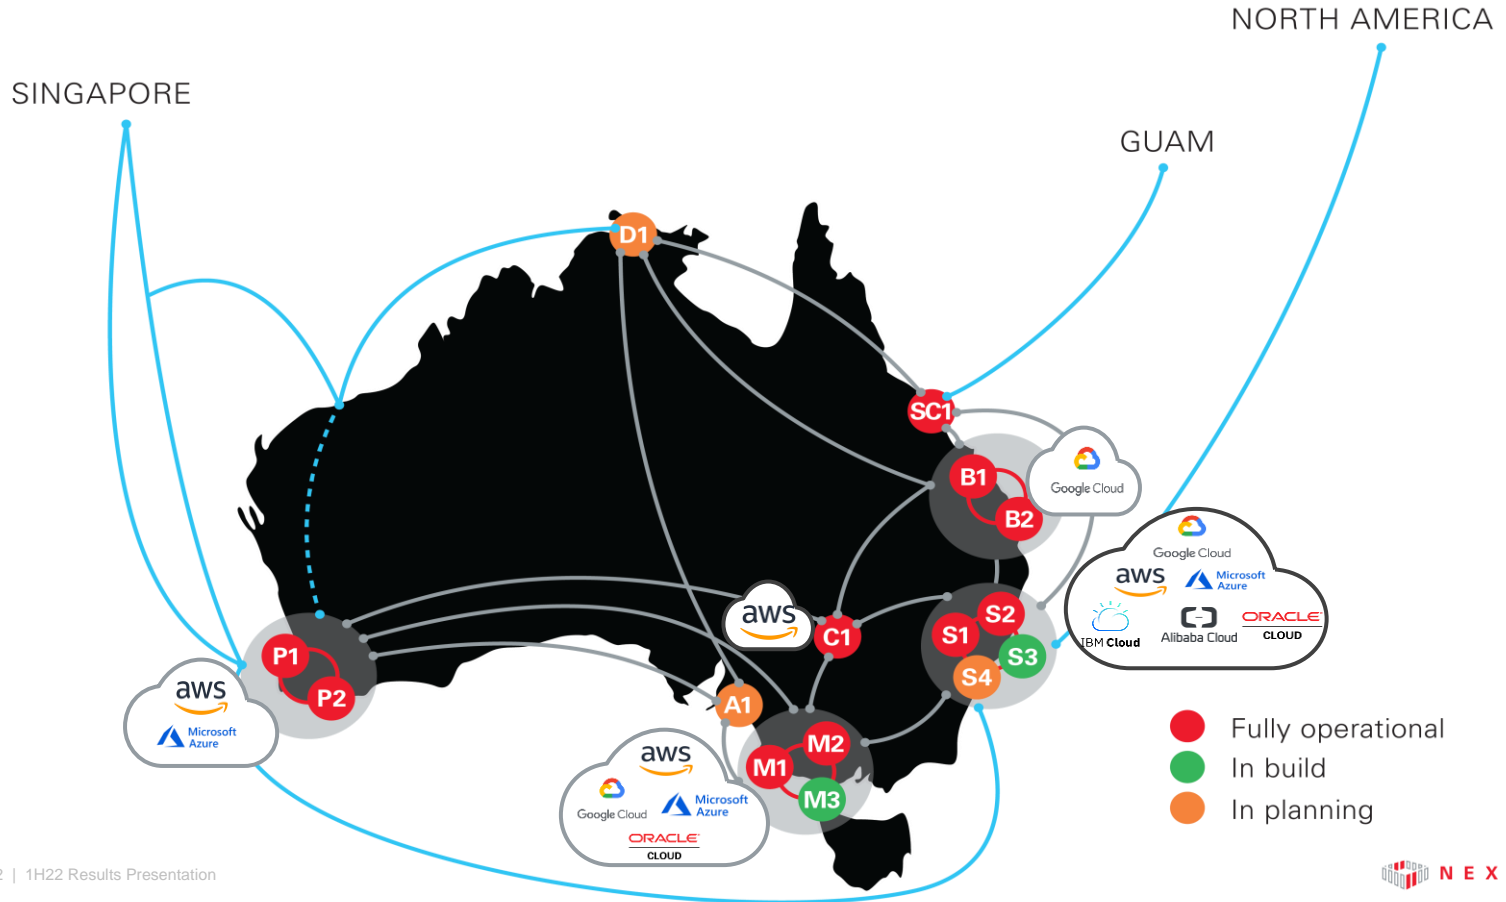 NORTH AMERICA
SINGAPORE
GUAM
D1
SC1
B1
B2
Google Cloud
Google Cloud
aws
Microsoft
Azure
IBM Cloud
Alibaba Cloud
ORACLE
CLOUD
aws
C1
S2
S1
S3
S4
P1
P2
aws
Microsoft
Azure
A1
M2
M1
M3
aws
Google Cloud
Microsoft
Azure
ORACLE
CLOUD
Fully operational
In build
In planning
2 | 1H22 Results Presentation
NEX